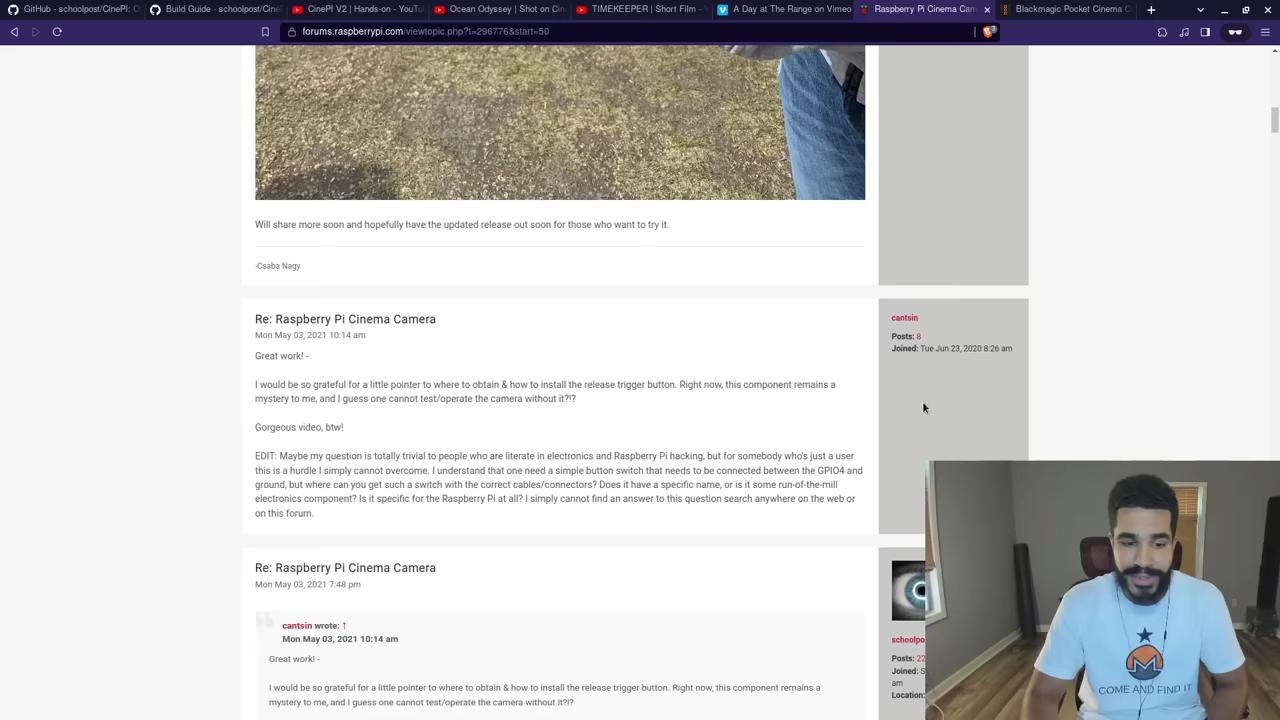 GitHub - schoolpost/CinePI: C
Build Guide - schoolpost/Cine
CinePI V2 | Hands-on - YouTu
Ocean Odyssey | Shot on Cin
TIMEKEEPER | Short Film - Y
A Day at The Range on Vimeo
Raspberry Pi Cinema Cam
Blackmagic Pocket Cinema C
forums.raspberrypi.com/viewtopic.php?t=296776&start=50
Will share more soon and hopefully have the updated release out soon for those who want to try it.
-Csaba Nagy
Re: Raspberry Pi Cinema Camera
Mon May 03, 2021 10:14 am
Great work! -
I would be so grateful for a little pointer to where to obtain & how to install the release trigger button. Right now, this component remains a
mystery to me, and I guess one cannot test/operate the camera without it?!?
Gorgeous video, btw!
EDIT: Maybe my question is totally trivial to people who are literate in electronics and Raspberry Pi hacking, but for somebody who's just a user
this is a hurdle I simply cannot overcome. I understand that one need a simple button switch that needs to be connected between the GPIO4 and
ground, but where can you get such a switch with the correct cables/connectors? Does it have a specific name, or is it some run-of-the-mill
electronics component? Is it specific for the Raspberry Pi at all? I simply cannot find an answer to this question search anywhere on the web or
on this forum.
cantsin
Posts: 8
Joined: Tue Jun 23, 2020 8:26 am
Re: Raspberry Pi Cinema Camera
Mon May 03, 2021 7:48 pm
cantsin wrote: ↑
Mon May 03, 2021 10:14 am
Great work! -
I would be so grateful for a little pointer to where to obtain & how to install the release trigger button. Right now, this component remains a
mystery to me, and I guess one cannot test/operate the camera without it?!?
schoolpo
Posts: 22
Joined: S
am
Location:
COME AND FIND IT